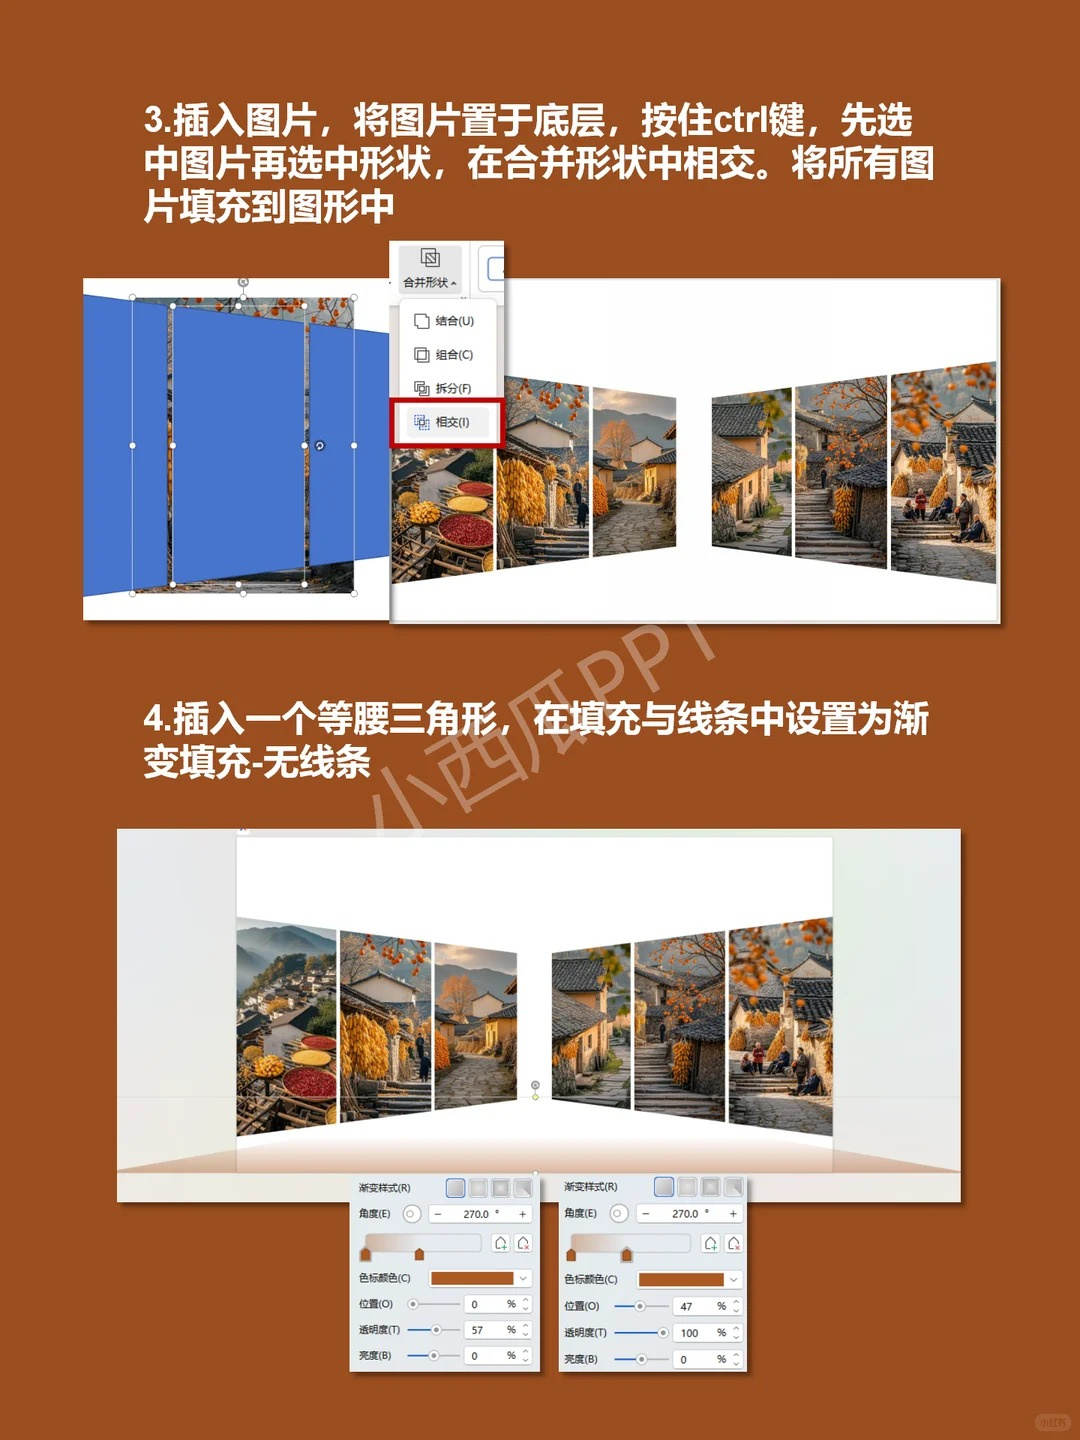 3.插入图片，将图片置于底层，按住ctrl键，先选
中图片再选中形状，在合并形状中相交。将所有图
片填充到图形中
合并形状
结合(U)
组合(C)
拆分(F)
相交(I)
小西瓜PPT
4.插入一个等腰三角形，在填充与线条中设置为渐
变填充-无线条
渐变样式(R)
角度(E) − 270.0 ° +
色标颜色(C)
位置(O) 0 %
透明度(T) 57 %
亮度(B) 0 %
渐变样式(R)
角度(E) − 270.0 ° +
色标颜色(C)
位置(O) 47 %
透明度(T) 100 %
亮度(B) 0 %
小红书